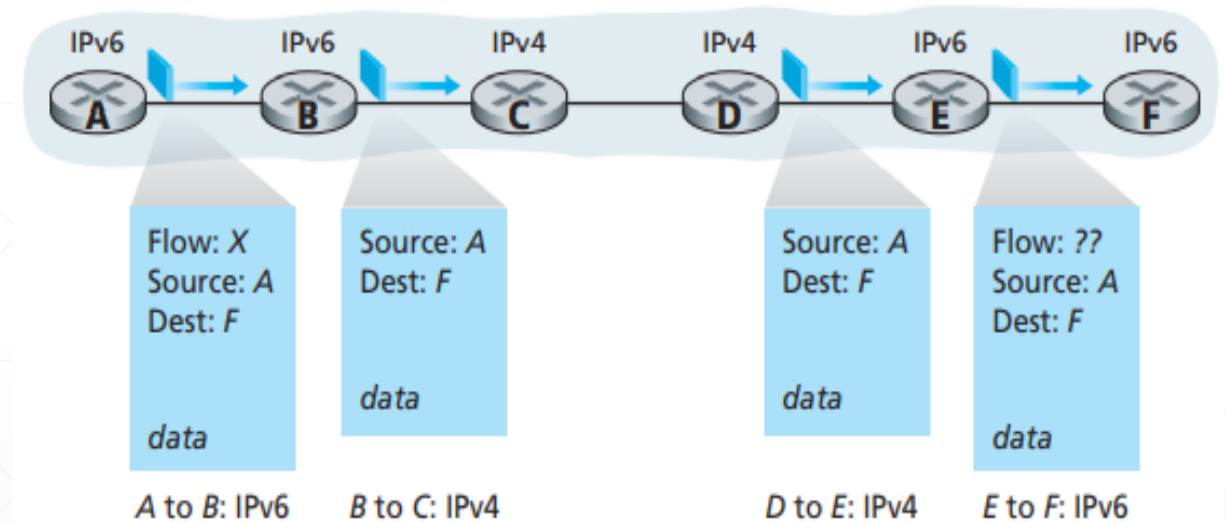 IPv6
IPv6
IPv4
IPv4
IPv6
IPv6
A
B
C
D
E
F
Flow: X
Source: A
Dest: F
data
Source: A
Dest: F
data
Source: A
Dest: F
data
Flow: ??
Source: A
Dest: F
data
A to B: IPv6
B to C: IPv4
D to E: IPv4
E to F: IPv6